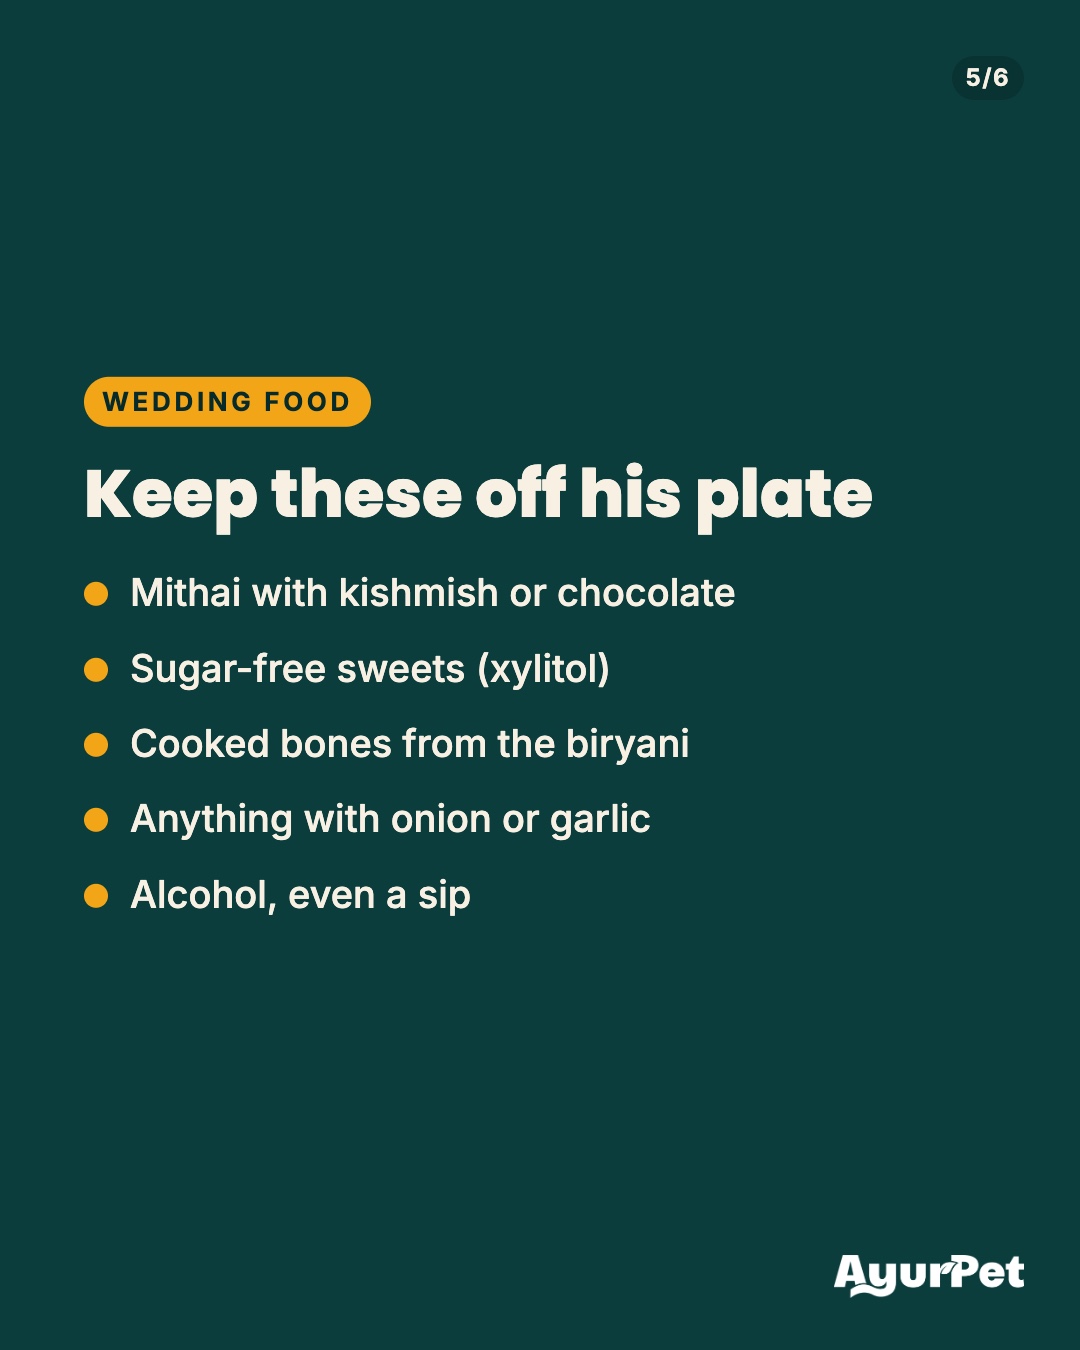 5/6
WEDDING FOOD
Keep these off his plate
Mithai with kishmish or chocolate
Sugar-free sweets (xylitol)
Cooked bones from the biryani
Anything with onion or garlic
Alcohol, even a sip
AyurPet